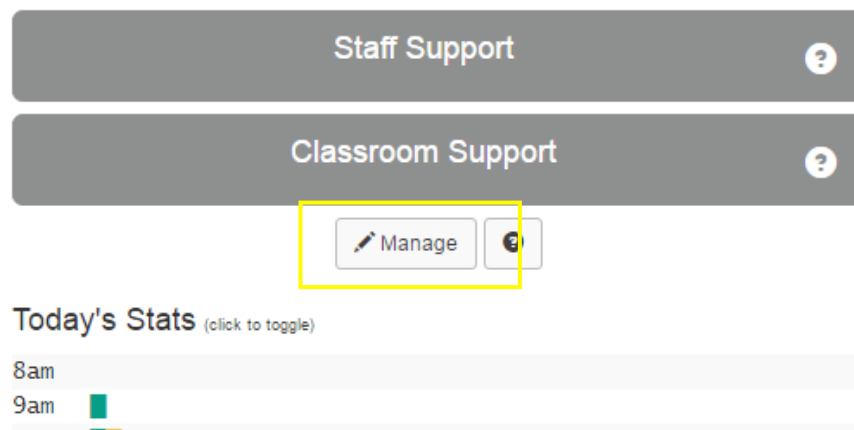 Staff Support ?
Classroom Support ?
Manage ?
Today's Stats (click to toggle)
8am
9am